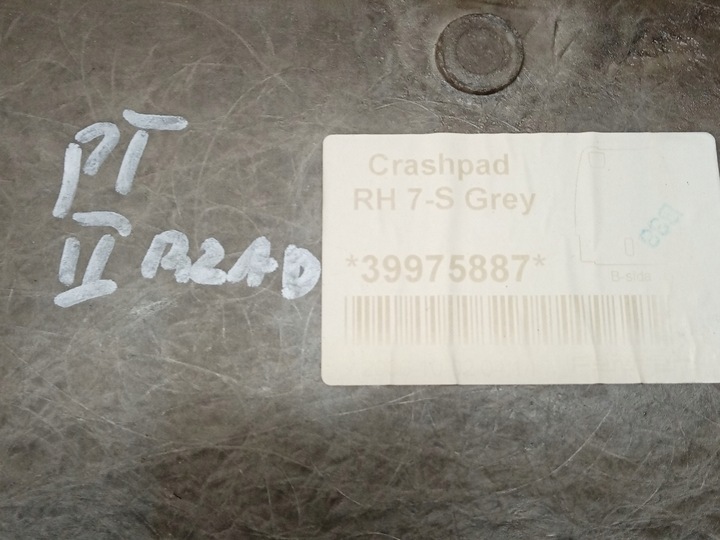 PT
II RZAD
Crashpad
RH 7-S Grey
*39975887*
B-side